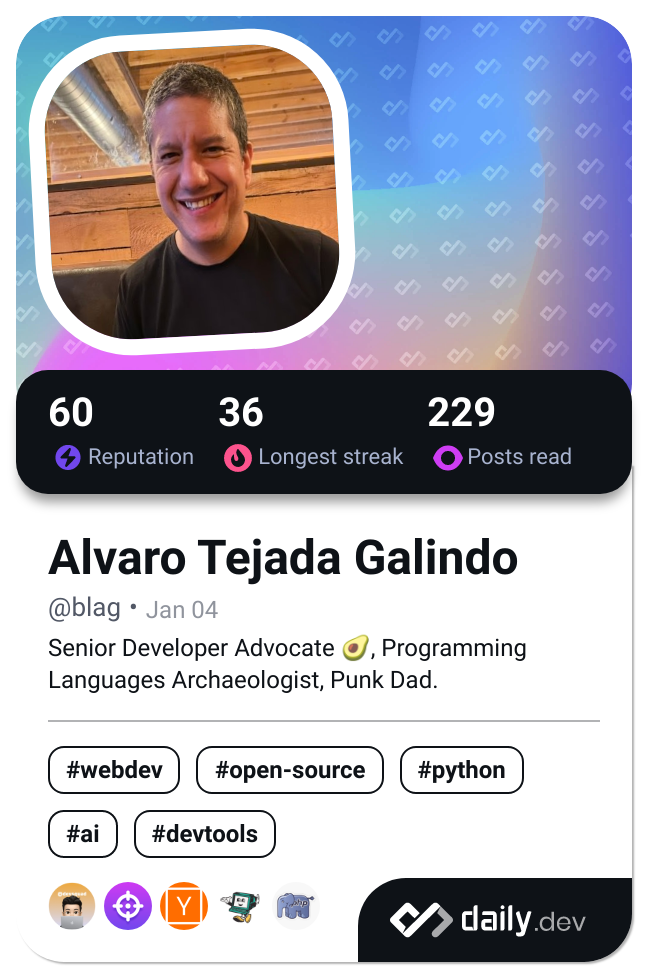 60 36 229
Reputation Longest streak Posts read
Alvaro Tejada Galindo
@blag • Jan 04
Senior Developer Advocate 🥑, Programming
Languages Archaeologist, Punk Dad.
#webdev #open-source #python
#ai #devtools
Y
php
daily.dev